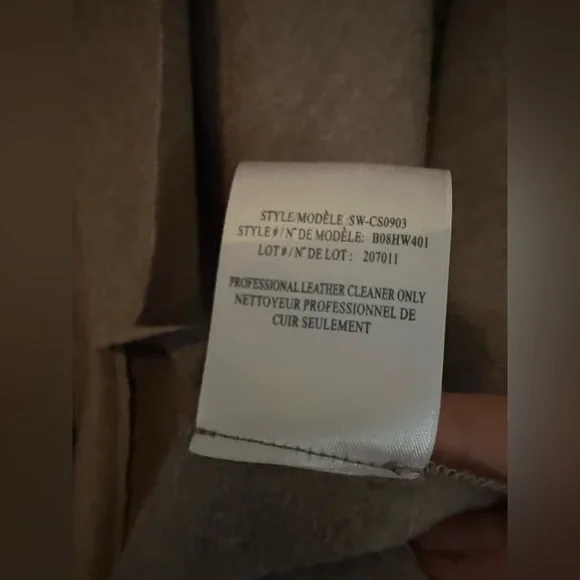 STYLE/MODÈLE :SW-CS0903
STYLE #/N° DE MODÈLE: B08HW401
LOT#/N° DE LOT : 207011
PROFESSIONAL LEATHER CLEANER ONLY
NETTOYEUR PROFESSIONNEL DE
CUIR SEULEMENT